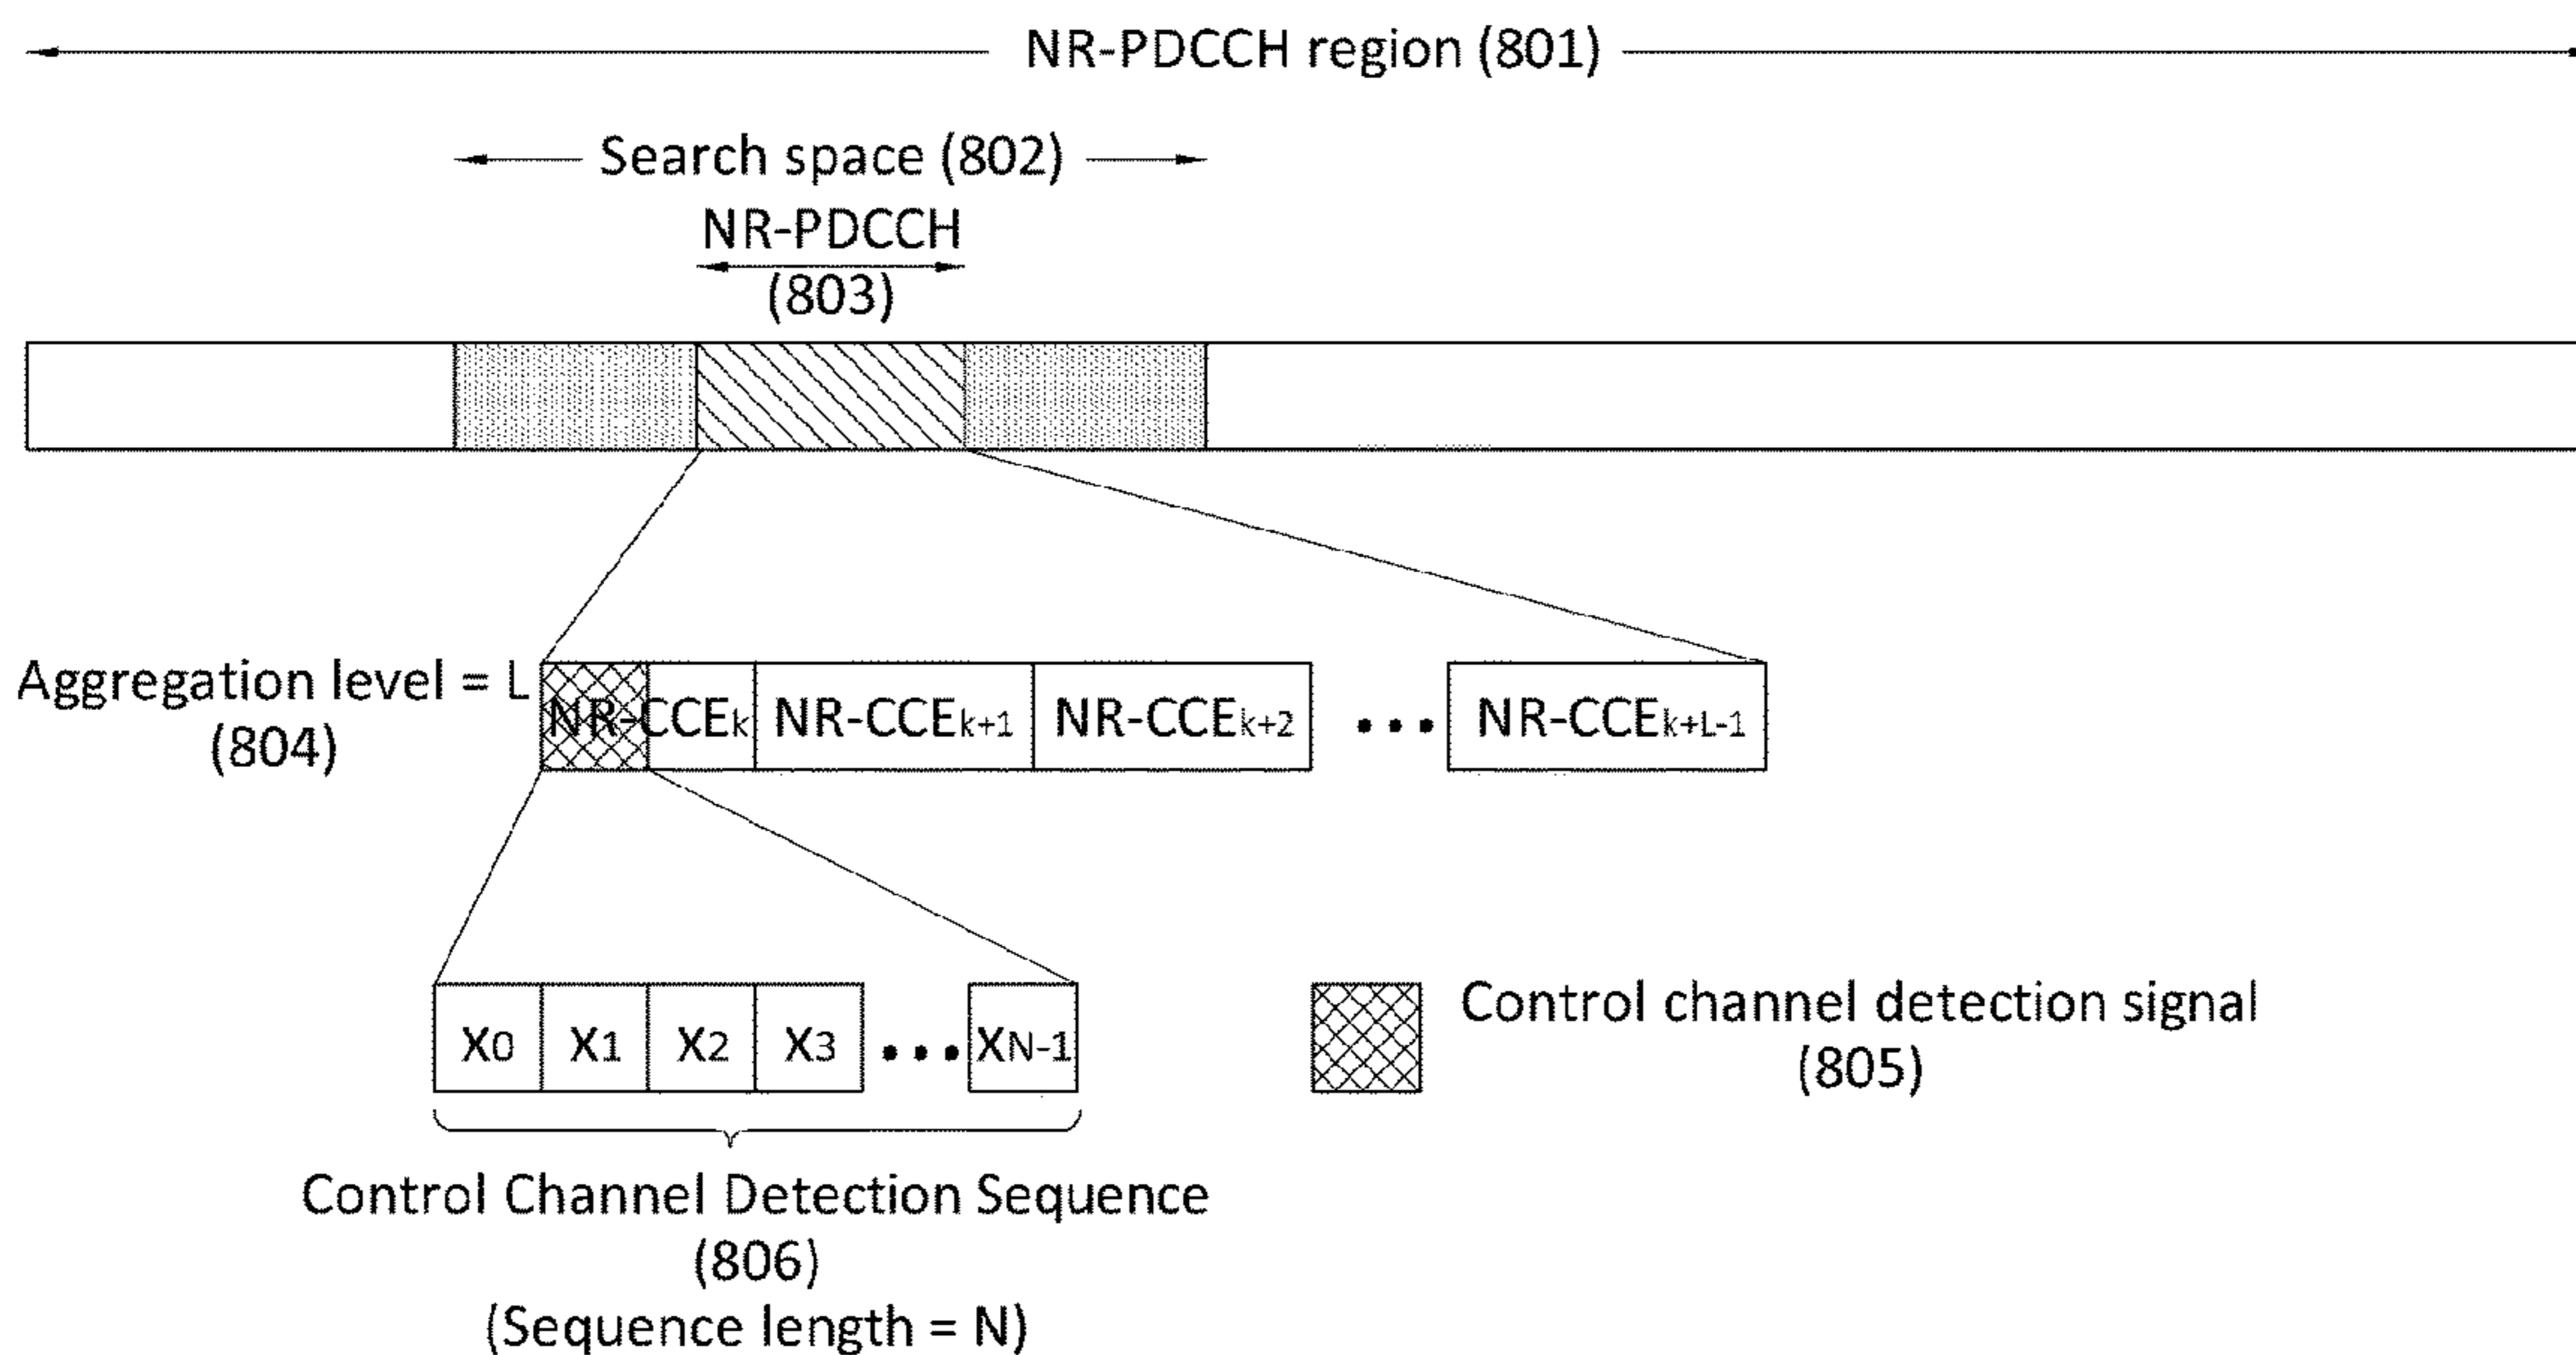 NR-PDCCH region (801)
Search space (802)
NR-PDCCH
(803)
Aggregation level = L
(804)
NR-CCEk
NR-CCEk+1
NR-CCEk+2
•••
NR-CCEk+L-1
X0
X1
X2
X3
•••
XN-1
Control channel detection signal
(805)
Control Channel Detection Sequence
(806)
(Sequence length = N)